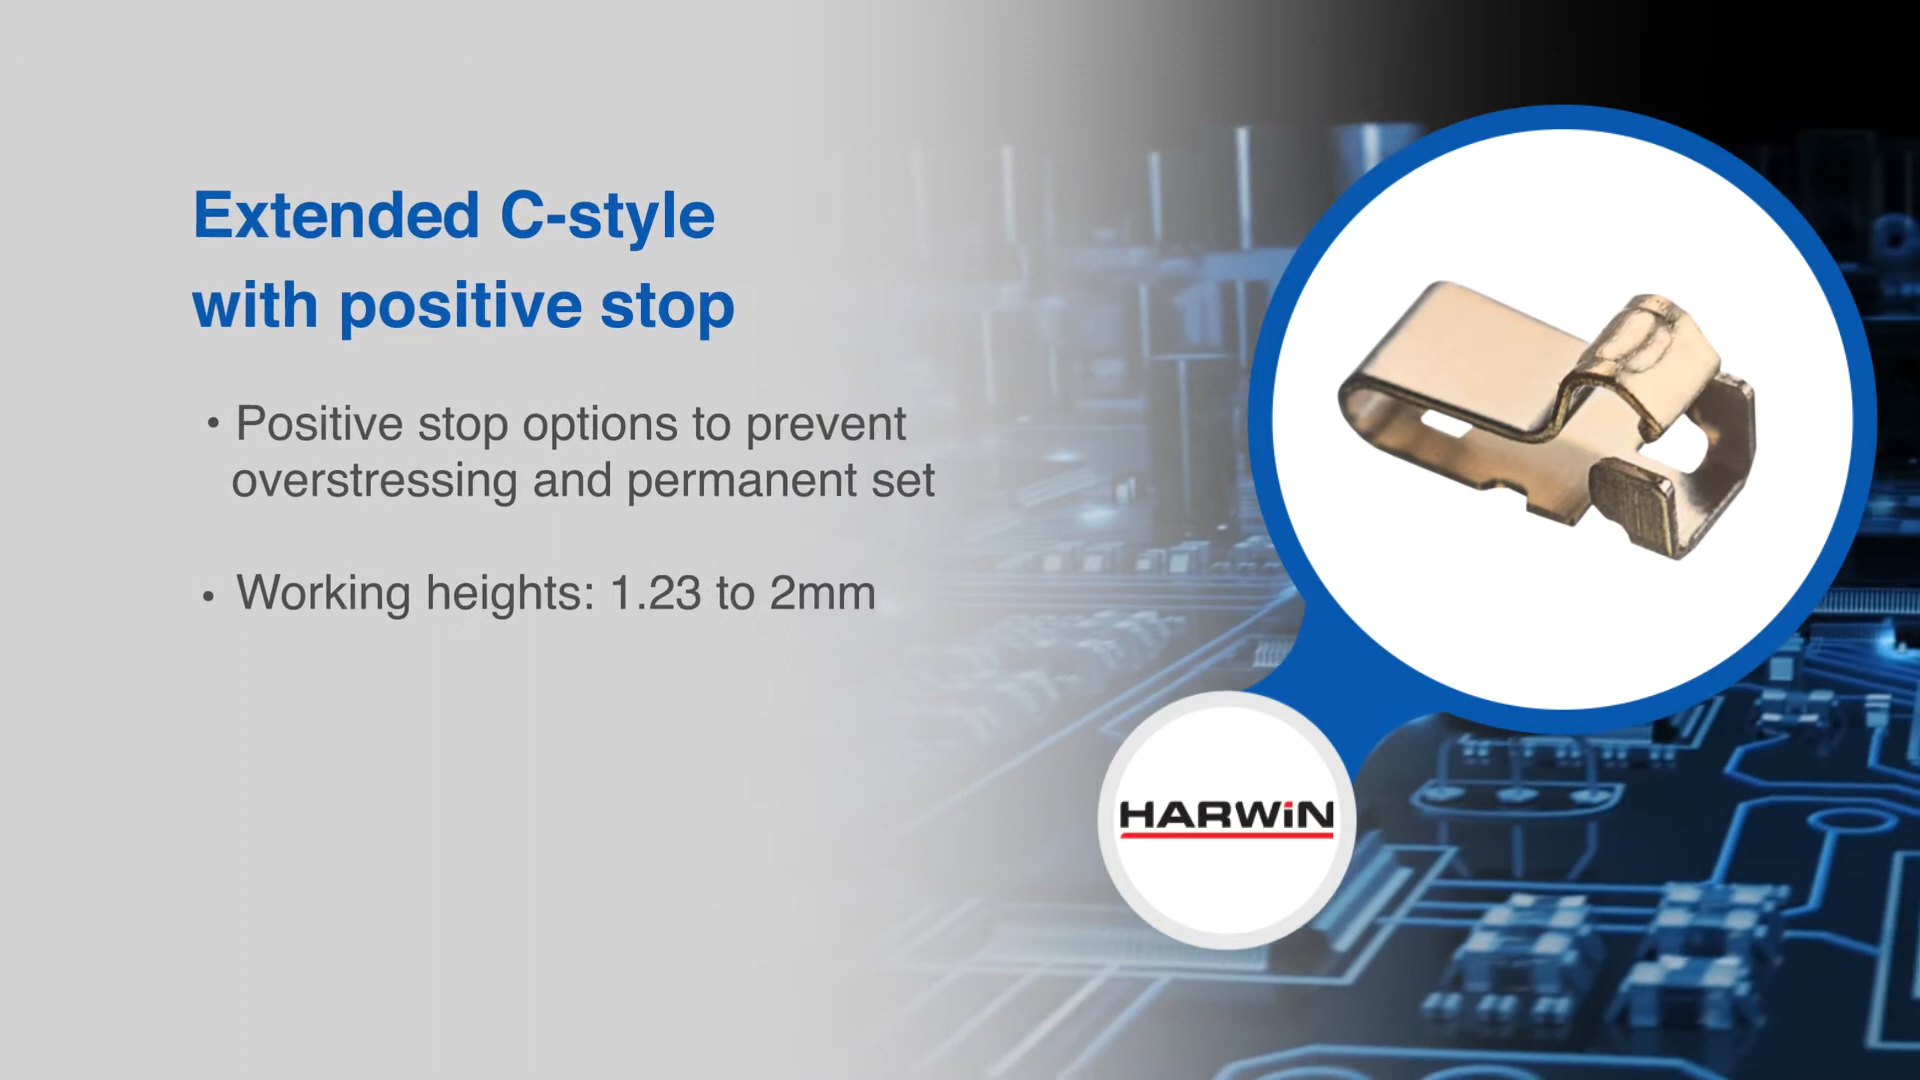 Extended C-style
with positive stop
• Positive stop options to prevent
overstressing and permanent set
• Working heights: 1.23 to 2mm
HARWiN